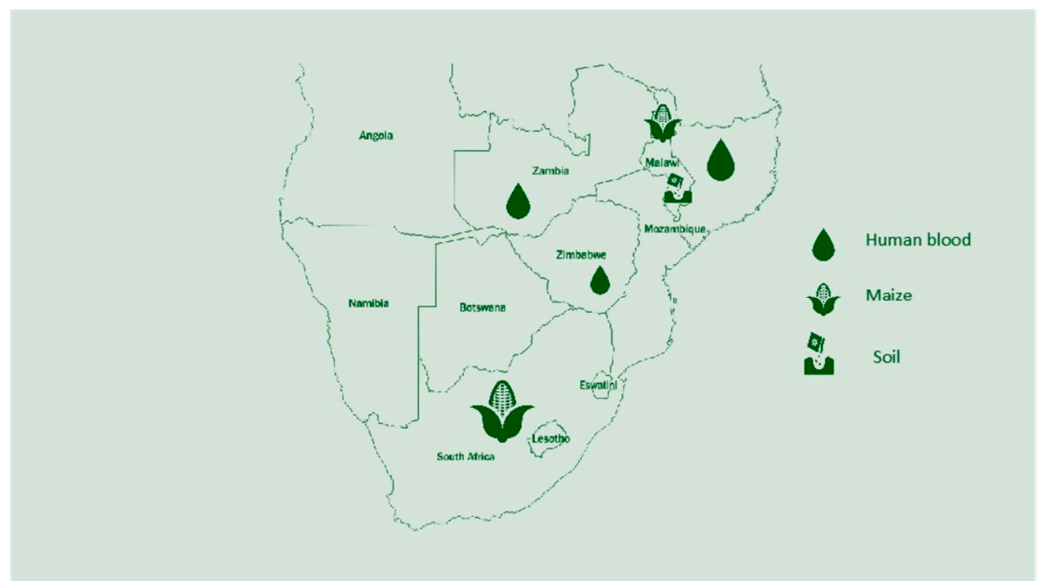 Angola
Zambia
Malawi
Mozambique
Zimbabwe
Namibia
Botswana
Eswatini
Lesotho
South Africa
Human blood
Maize
Soil